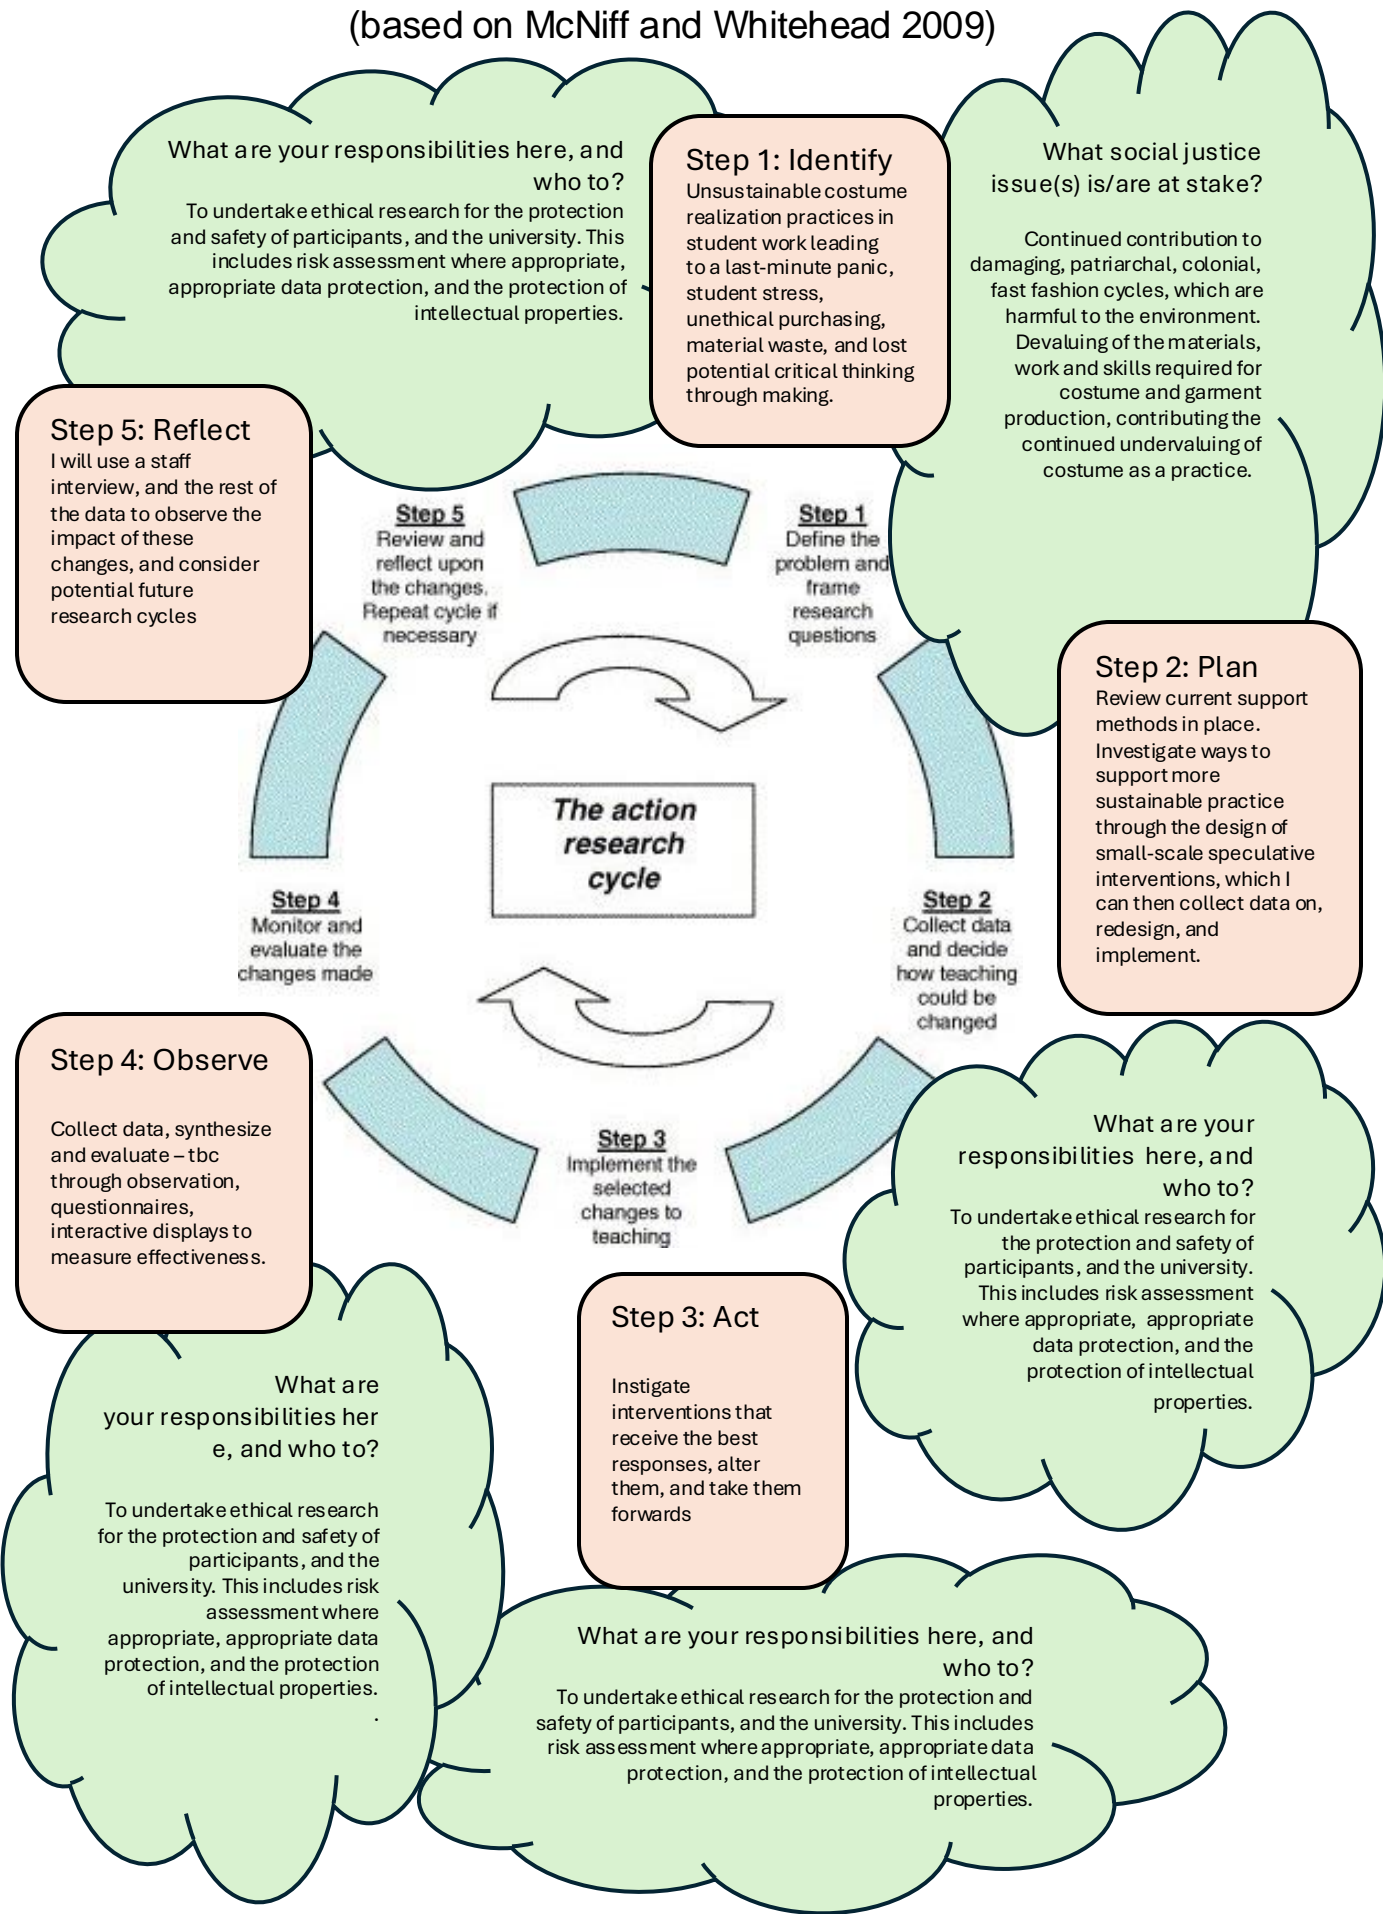 (based on McNiff and Whitehead 2009)
What are your responsibilities here, and
who to?
To undertake ethical research for the protection
and safety of participants, and the university. This
includes risk assessment where appropriate,
appropriate data protection, and the protection of
intellectual properties.
Step 1: Identify
Unsustainable costume
realization practices in
student work leading
to a last-minute panic,
student stress,
unethical purchasing,
material waste, and lost
potential critical thinking
through making.
What social justice
issue(s) is/are at stake?
Continued contribution to
damaging, patriarchal, colonial,
fast fashion cycles, which are
harmful to the environment.
Devaluing of the materials,
work and skills required for
costume and garment
production, contributing the
continued undervaluing of
costume as a practice.
Step 5: Reflect
I will use a staff
interview, and the rest of
the data to observe the
impact of these
changes, and consider
potential future
research cycles
Step 5
Review and
reflect upon
the changes.
Repeat cycle if
necessary
Step 1
Define the
problem and
frame
research
questions
Step 2: Plan
Review current support
methods in place.
Investigate ways to
support more
sustainable practice
through the design of
small-scale speculative
interventions, which I
can then collect data on,
redesign, and
implement.
The action
research
cycle
Step 4
Monitor and
evaluate the
changes made
Step 2
Collect data
and decide
how teaching
could be
changed
Step 4: Observe
Collect data, synthesize
and evaluate – tbc
through observation,
questionnaires,
interactive displays to
measure effectiveness.
Step 3
Implement the
selected
changes to
teaching
What are your
responsibilities here, and
who to?
To undertake ethical research for
the protection and safety of
participants, and the university.
This includes risk assessment
where appropriate, appropriate
data protection, and the
protection of intellectual
properties.
Step 3: Act
Instigate
interventions that
receive the best
responses, alter
them, and take them
forwards
What are
your responsibilities her
e, and who to?
To undertake ethical research
for the protection and safety of
participants, and the
university. This includes risk
assessment where
appropriate, appropriate data
protection, and the protection
of intellectual properties.
.
What are your responsibilities here, and
who to?
To undertake ethical research for the protection and
safety of participants, and the university. This includes
risk assessment where appropriate, appropriate data
protection, and the protection of intellectual
properties.